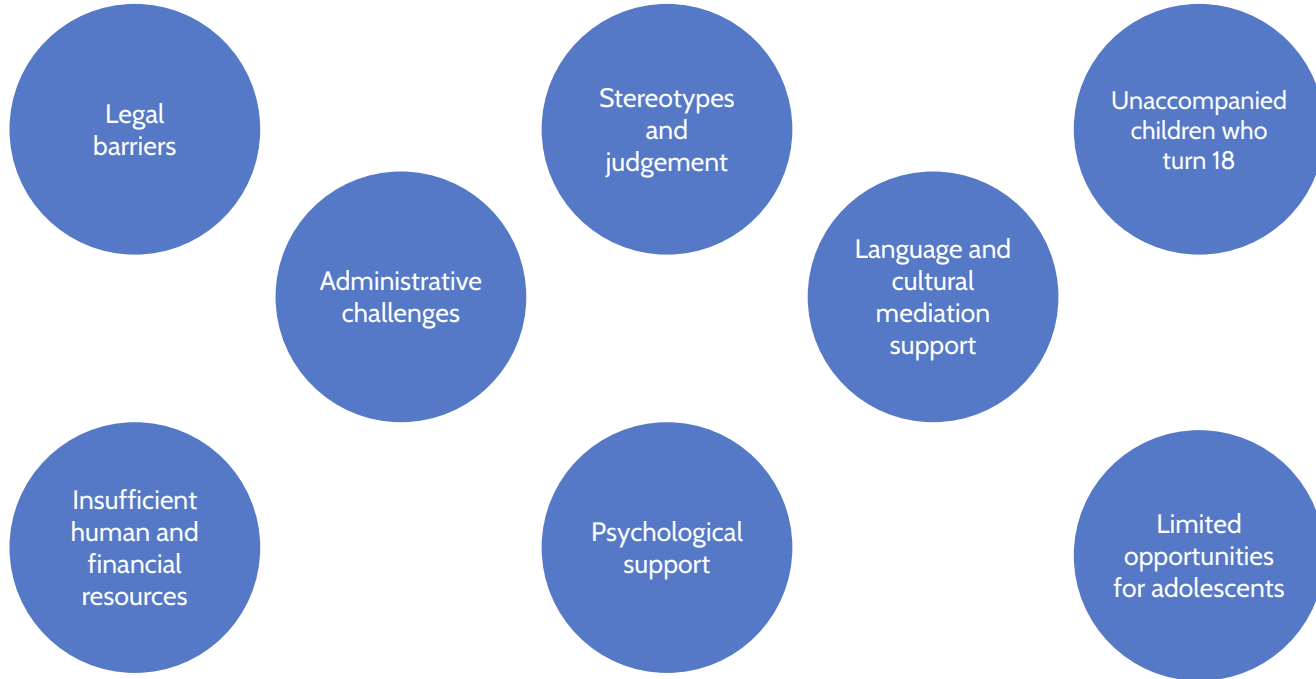 Legal
barriers
Stereotypes
and
judgement
Unaccompanied
children who
turn 18
Administrative
challenges
Language and
cultural
mediation
support
Insufficient
human and
financial
resources
Psychological
support
Limited
opportunities
for adolescents